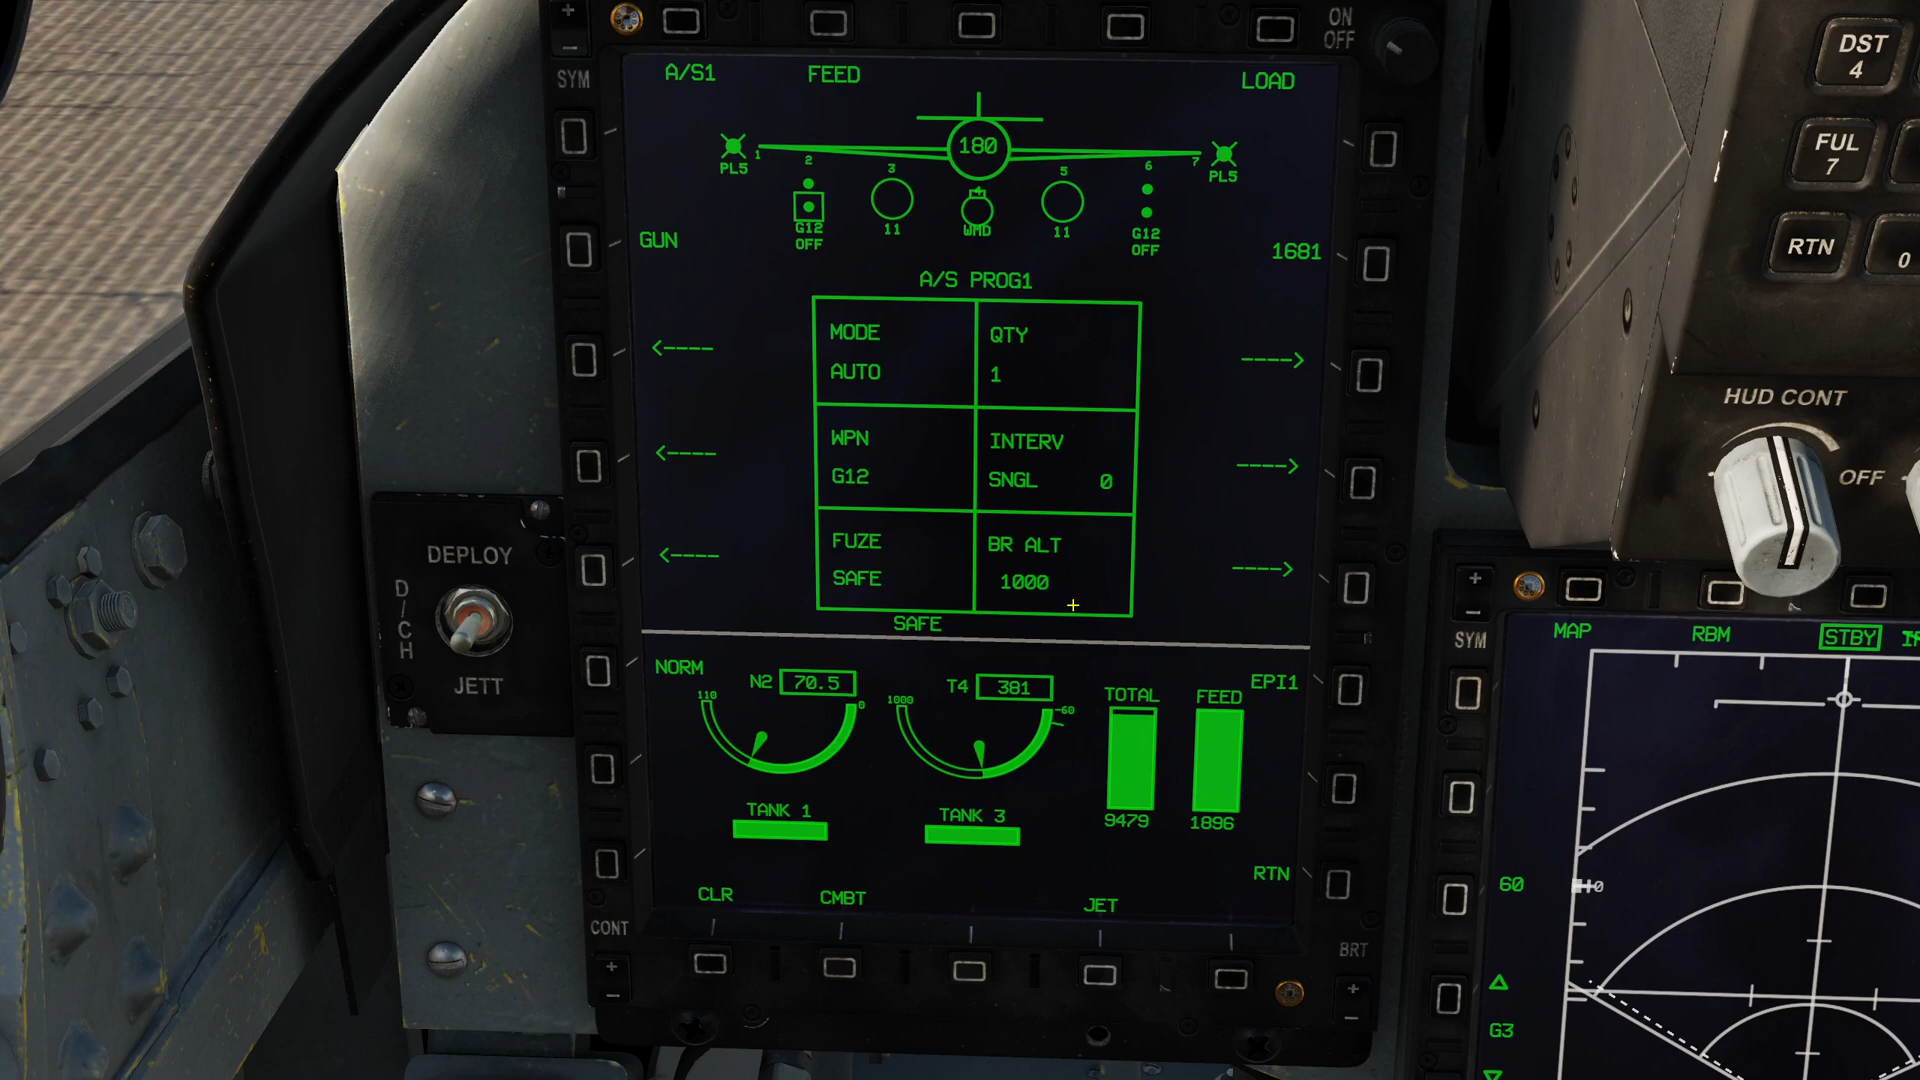 ON
OFF
SYM
A/S1 FEED LOAD
180
1 2 3 4 5 6 7
PL5 PL5
G12 11 WMD 11 G12
OFF OFF
GUN 1681
A/S PROG1
MODE QTY
AUTO 1
WPN INTERV
G12 SNGL 0
FUZE BR ALT
SAFE 1000
SAFE
NORM N2 70.5 T4 381 TOTAL FEED EPI1
110 0 1000 -60
TANK 1 TANK 3 9479 1896
RTN
CLR CMBT JET
CONT BRT
DEPLOY
D/CH
JETT
DST
4
FUL
7
RTN
0
HUD CONT
OFF
SYM
MAP RBM STBY
60
0
G3